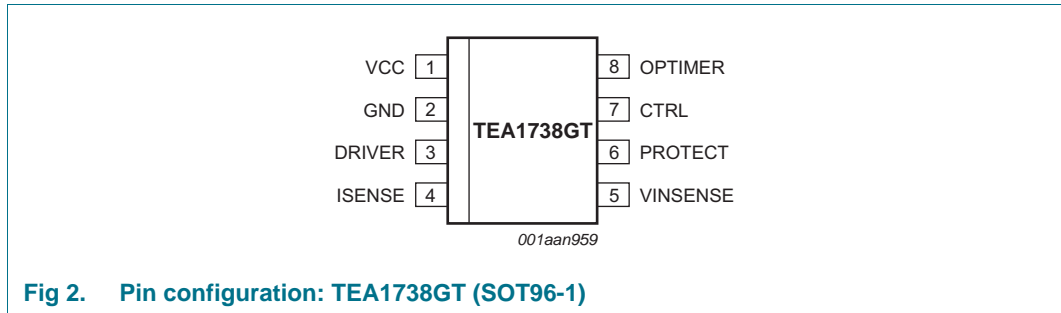 VCC 1 8 OPTIMER
GND 2 7 CTRL
TEA1738GT
DRIVER 3 6 PROTECT
ISENSE 4 5 VINSENSE
001aan959
Fig 2. Pin configuration: TEA1738GT (SOT96-1)